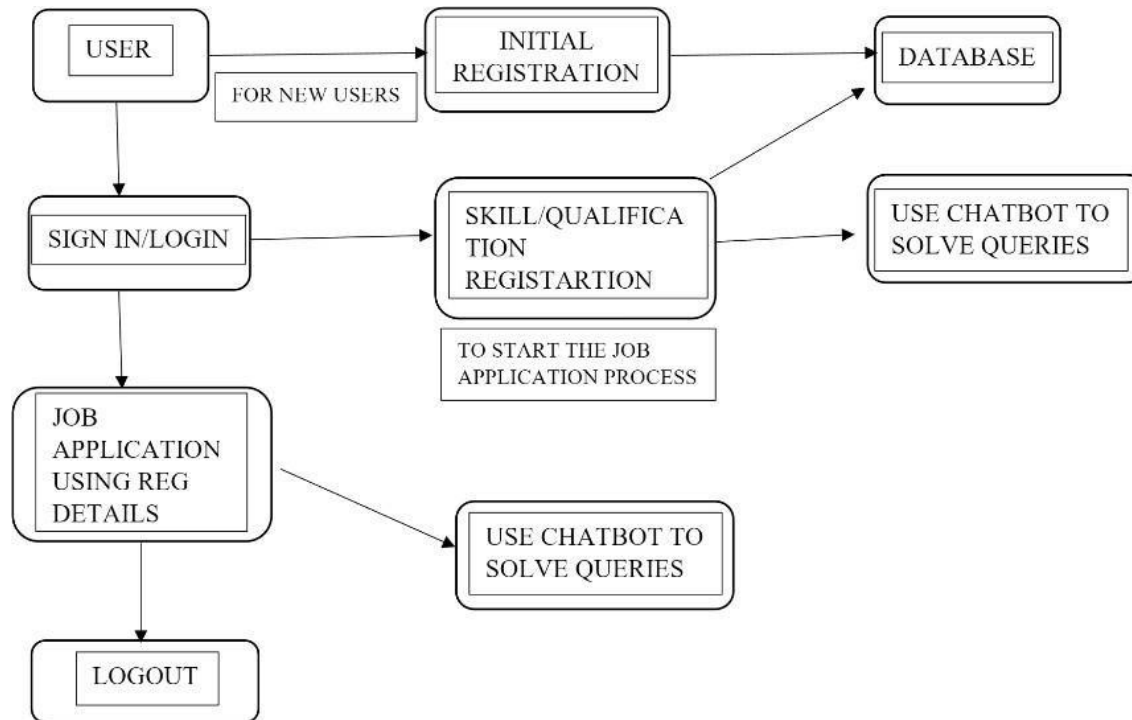 USER
INITIAL
REGISTRATION
DATABASE
FOR NEW USERS
SIGN IN/LOGIN
SKILL/QUALIFICA
TION
REGISTARTION
USE CHATBOT TO
SOLVE QUERIES
TO START THE JOB
APPLICATION PROCESS
JOB
APPLICATION
USING REG
DETAILS
USE CHATBOT TO
SOLVE QUERIES
LOGOUT